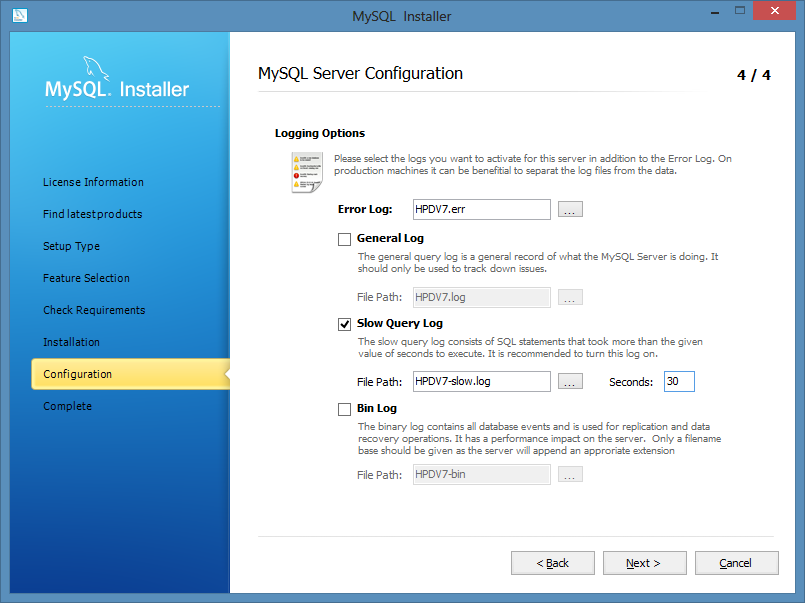 MySQL Installer
MySQL. Installer
License Information
Find latest products
Setup Type
Feature Selection
Check Requirements
Installation
Configuration
Complete
MySQL Server Configuration
4 / 4
Logging Options
Please select the logs you want to activate for this server in addition to the Error Log. On
production machines it can be benefitial to separate the log files from the data.
Error Log: HPDV7.err ...
General Log
The general query log is a general record of what the MySQL Server is doing. It
should only be used to track down issues.
File Path: HPDV7.log ...
Slow Query Log
The slow query log consists of SQL statements that took more than the given
value of seconds to execute. It is recommended to turn this log on.
File Path: HPDV7-slow.log ... Seconds: 30
Bin Log
The binary log contains all database events and is used for replication and data
recovery operations. It has a performance impact on the server. Only a filename
base should be given as the server will append an approriate extension
File Path: HPDV7-bin ...
< Back Next > Cancel